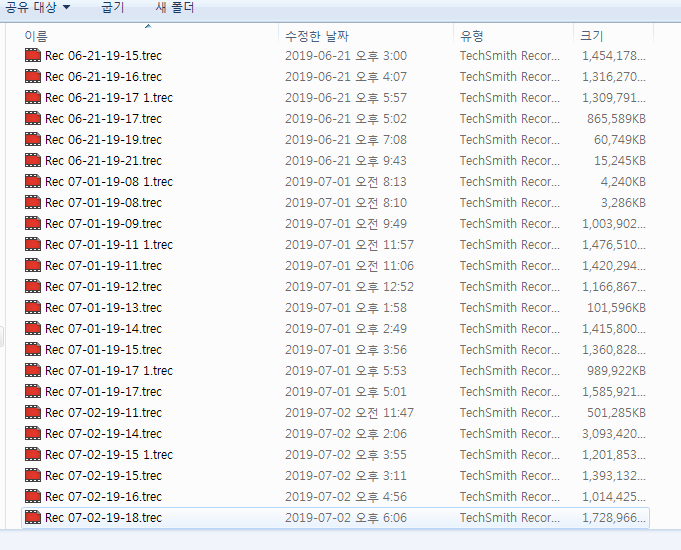 공유 대상 굽기 새 폴더
이름 수정한 날짜 유형 크기
Rec 06-21-19-15.trec 2019-06-21 오후 3:00 TechSmith Recor... 1,454,178...
Rec 06-21-19-16.trec 2019-06-21 오후 4:07 TechSmith Recor... 1,316,270...
Rec 06-21-19-17 1.trec 2019-06-21 오후 5:57 TechSmith Recor... 1,309,791...
Rec 06-21-19-17.trec 2019-06-21 오후 5:02 TechSmith Recor... 865,589KB
Rec 06-21-19-19.trec 2019-06-21 오후 7:08 TechSmith Recor... 60,749KB
Rec 06-21-19-21.trec 2019-06-21 오후 9:43 TechSmith Recor... 15,245KB
Rec 07-01-19-08 1.trec 2019-07-01 오전 8:13 TechSmith Recor... 4,240KB
Rec 07-01-19-08.trec 2019-07-01 오전 8:10 TechSmith Recor... 3,286KB
Rec 07-01-19-09.trec 2019-07-01 오전 9:49 TechSmith Recor... 1,003,902...
Rec 07-01-19-11 1.trec 2019-07-01 오전 11:57 TechSmith Recor... 1,476,510...
Rec 07-01-19-11.trec 2019-07-01 오전 11:06 TechSmith Recor... 1,420,294...
Rec 07-01-19-12.trec 2019-07-01 오후 12:52 TechSmith Recor... 1,166,867...
Rec 07-01-19-13.trec 2019-07-01 오후 1:58 TechSmith Recor... 101,596KB
Rec 07-01-19-14.trec 2019-07-01 오후 2:49 TechSmith Recor... 1,415,800...
Rec 07-01-19-15.trec 2019-07-01 오후 3:56 TechSmith Recor... 1,360,828...
Rec 07-01-19-17 1.trec 2019-07-01 오후 5:53 TechSmith Recor... 989,922KB
Rec 07-01-19-17.trec 2019-07-01 오후 5:01 TechSmith Recor... 1,585,921...
Rec 07-02-19-11.trec 2019-07-02 오전 11:47 TechSmith Recor... 501,285KB
Rec 07-02-19-14.trec 2019-07-02 오후 2:06 TechSmith Recor... 3,093,420...
Rec 07-02-19-15 1.trec 2019-07-02 오후 3:55 TechSmith Recor... 1,201,853...
Rec 07-02-19-15.trec 2019-07-02 오후 3:11 TechSmith Recor... 1,393,132...
Rec 07-02-19-16.trec 2019-07-02 오후 4:56 TechSmith Recor... 1,014,425...
Rec 07-02-19-18.trec 2019-07-02 오후 6:06 TechSmith Recor... 1,728,966...